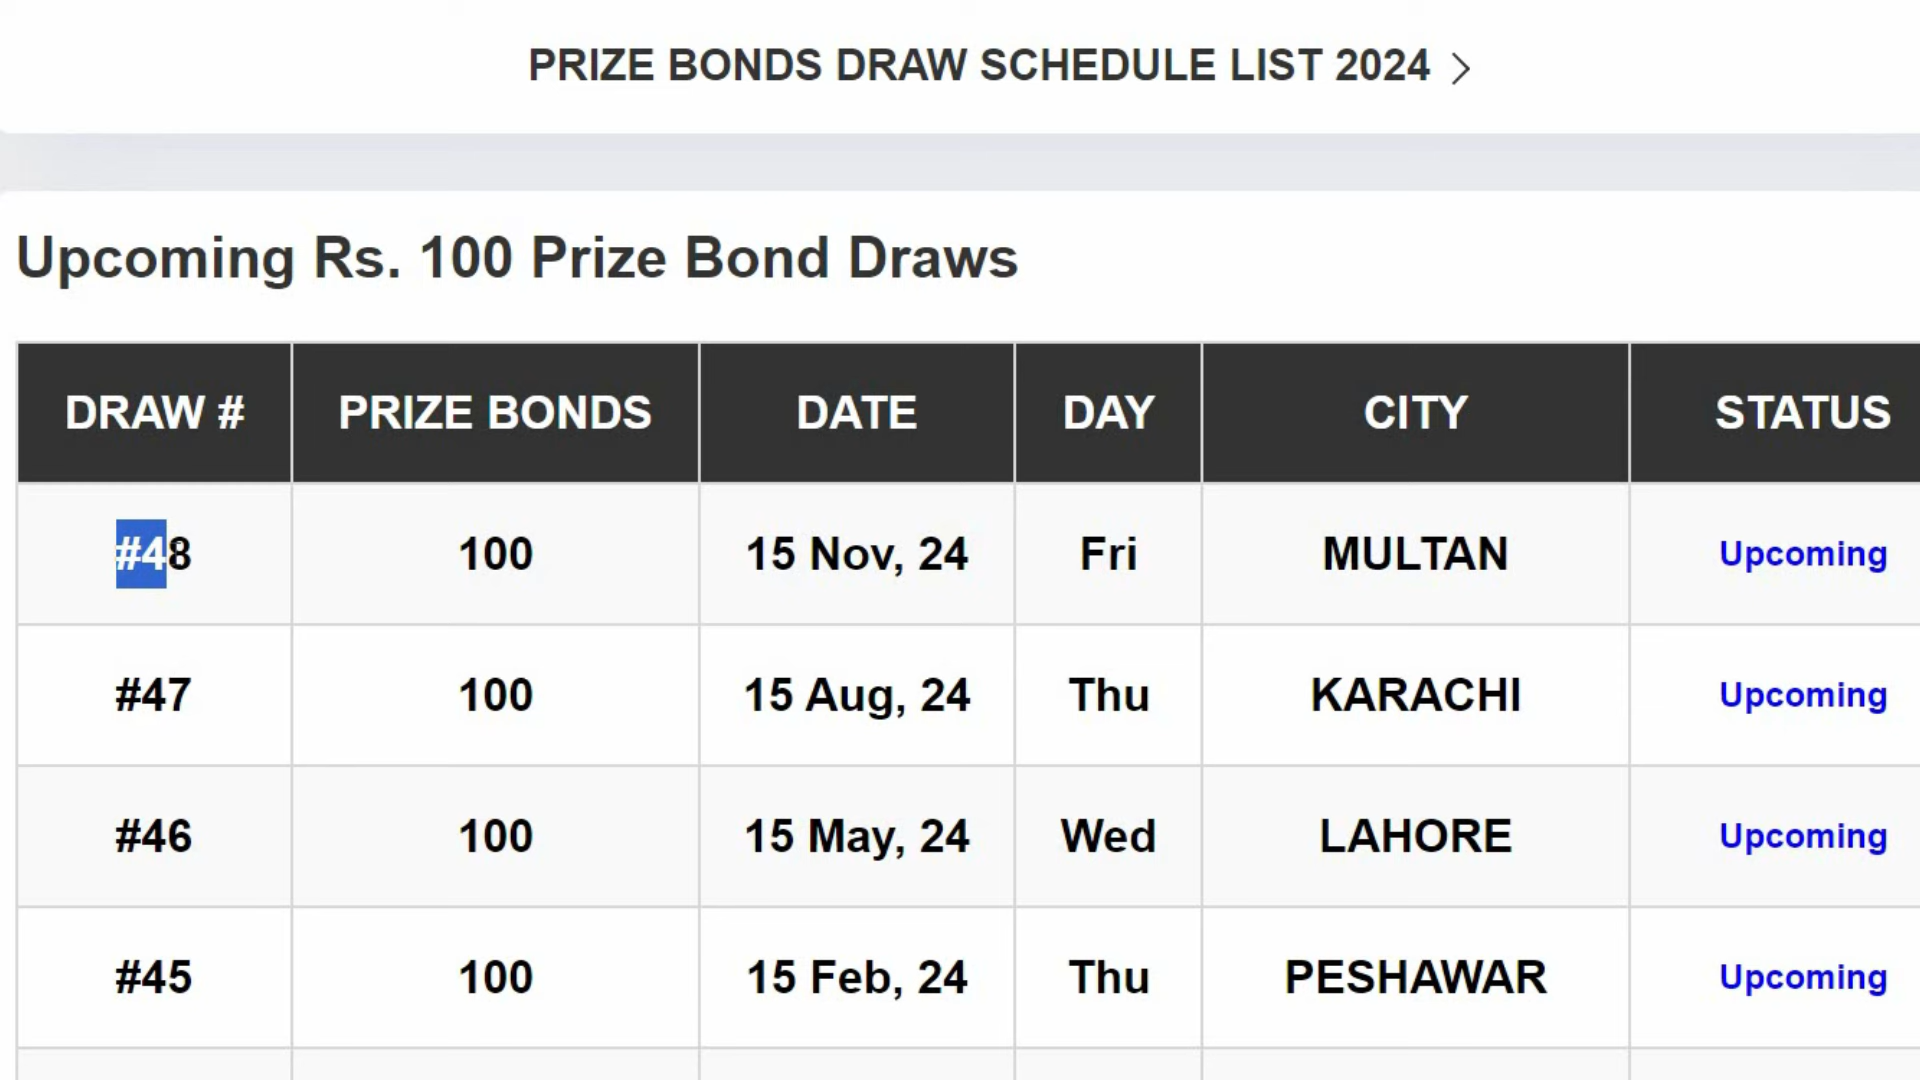 PRIZE BONDS DRAW SCHEDULE LIST 2024 >
Upcoming Rs. 100 Prize Bond Draws
DRAW # PRIZE BONDS DATE DAY CITY STATUS
#48 100 15 Nov, 24 Fri MULTAN Upcoming
#47 100 15 Aug, 24 Thu KARACHI Upcoming
#46 100 15 May, 24 Wed LAHORE Upcoming
#45 100 15 Feb, 24 Thu PESHAWAR Upcoming